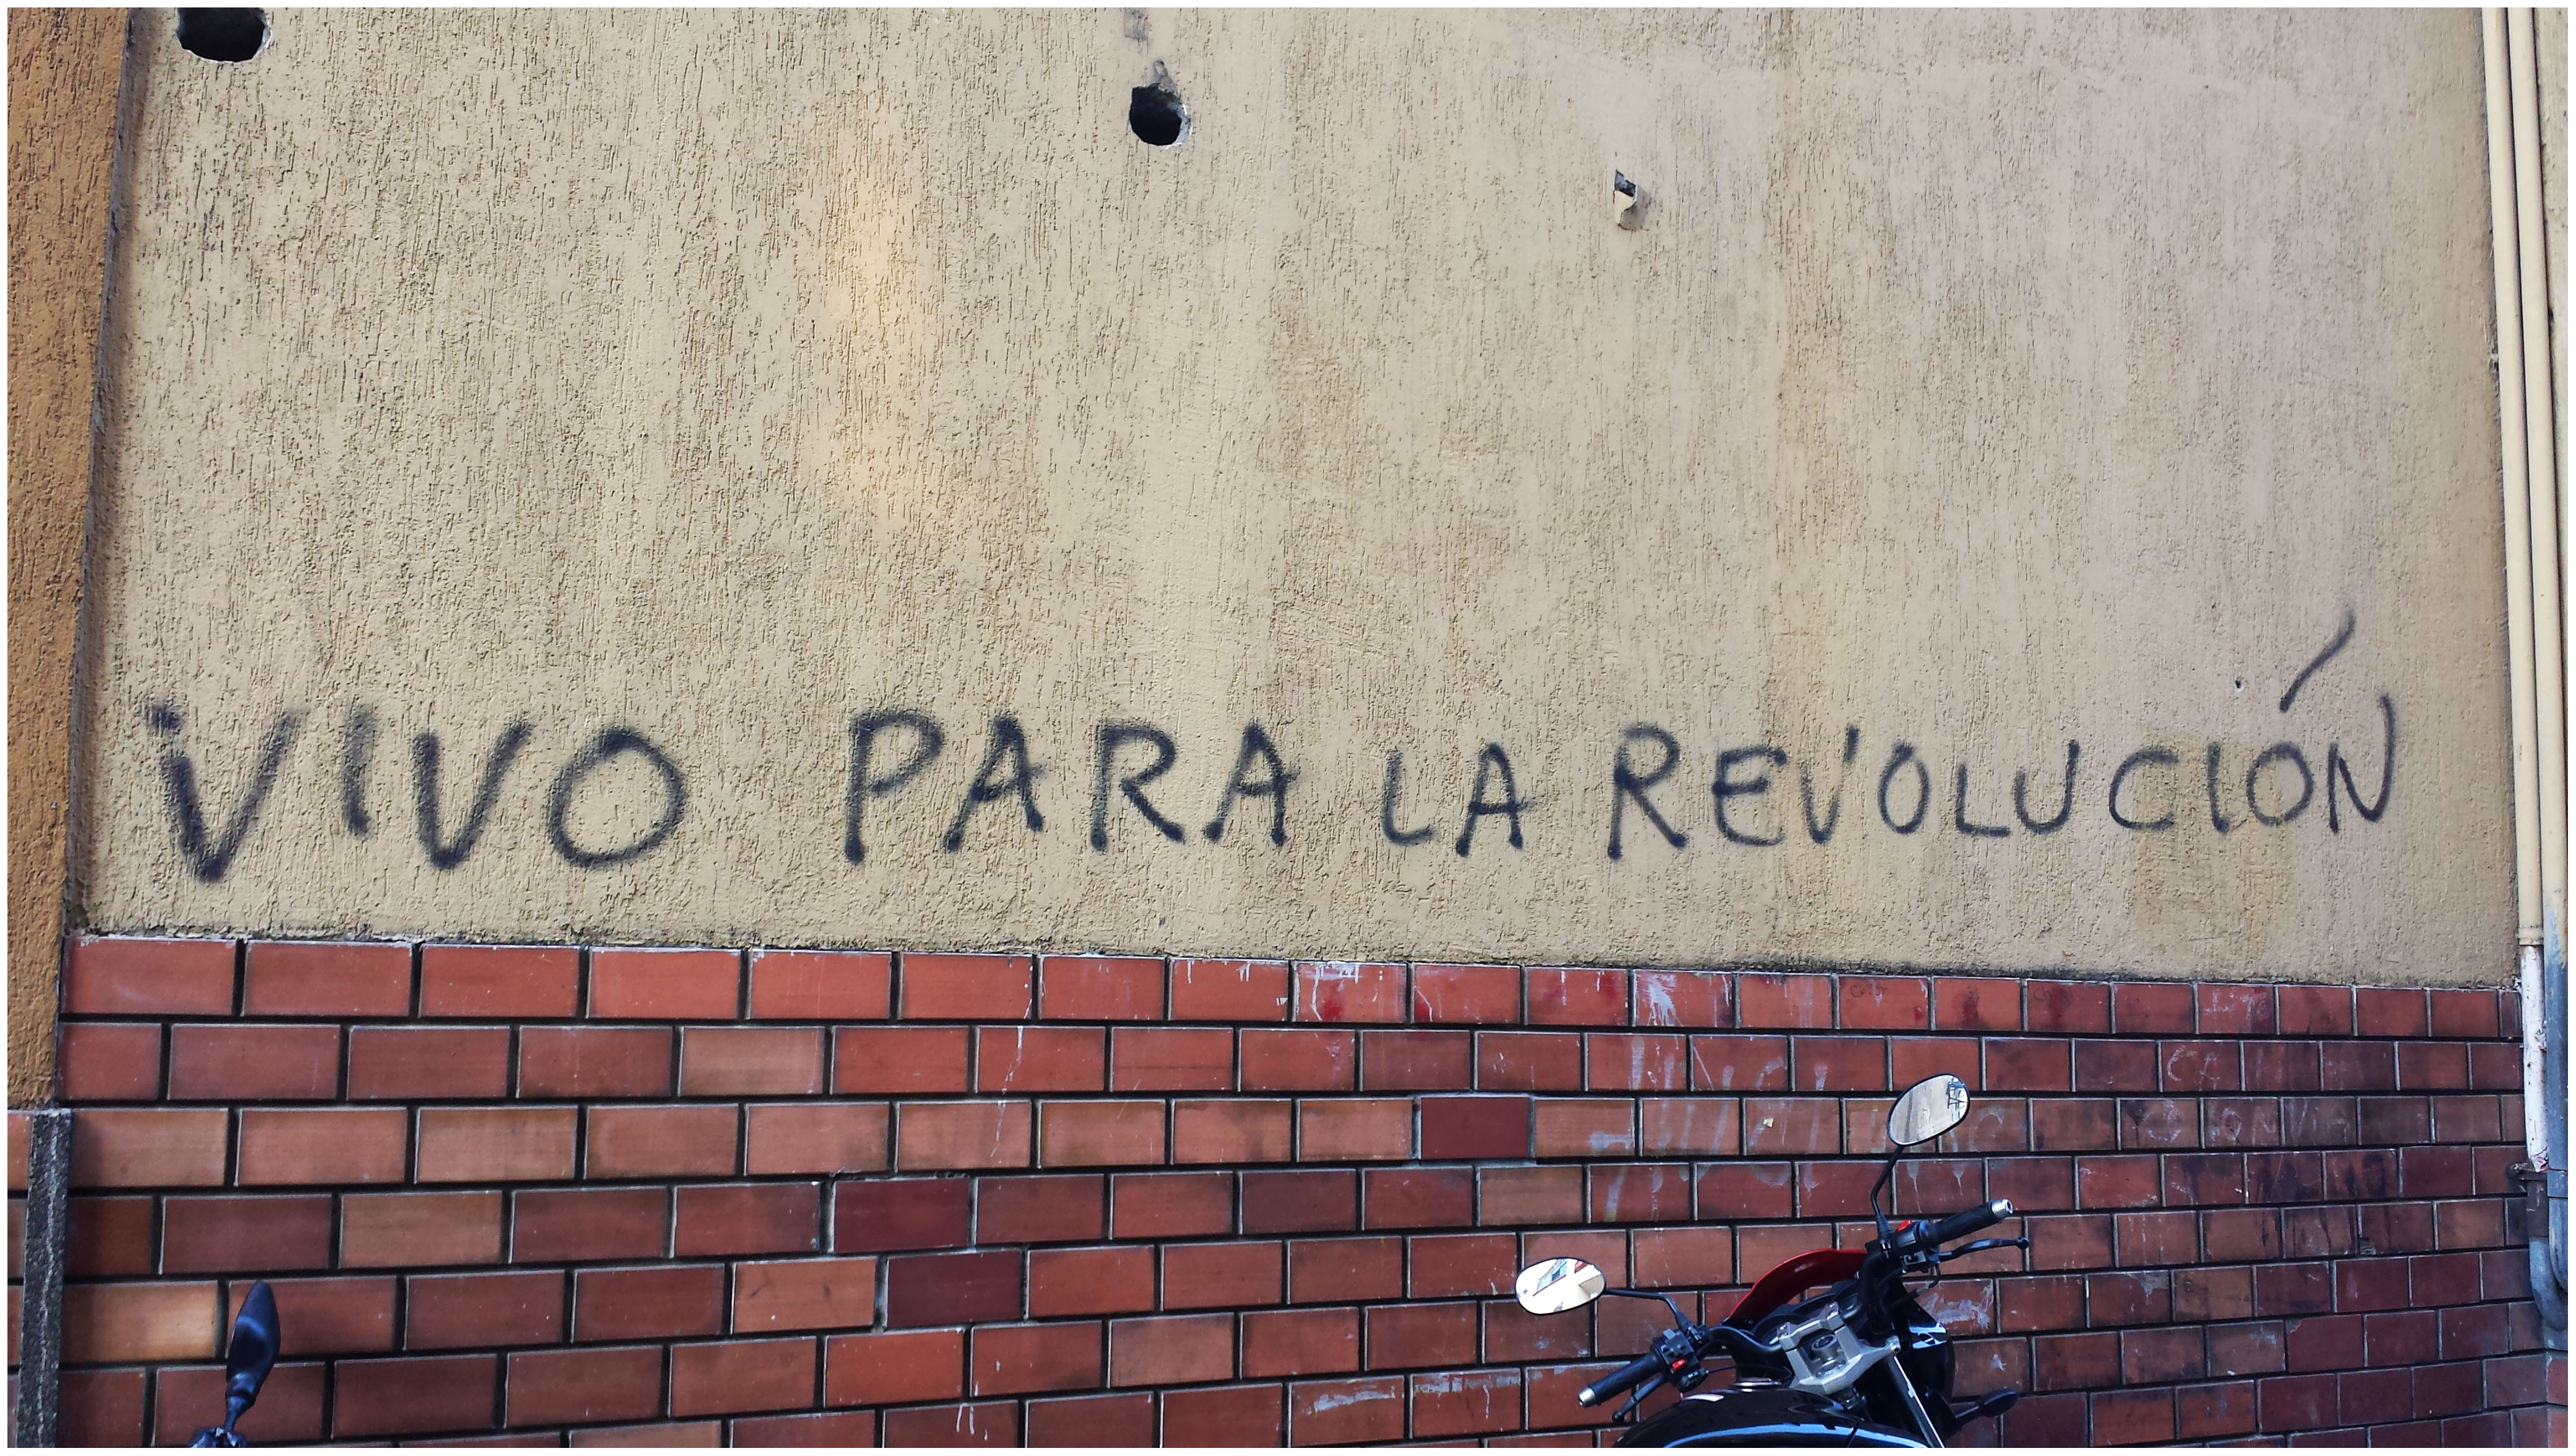 VIVO PARA LA REVOLUCIÓN